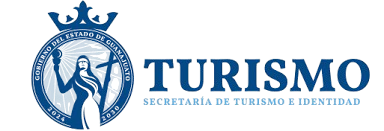 GOBIERNO DEL ESTADO DE GUANAJUATO
TURISMO
SECRETARÍA DE TURISMO E IDENTIDAD
2024 2030